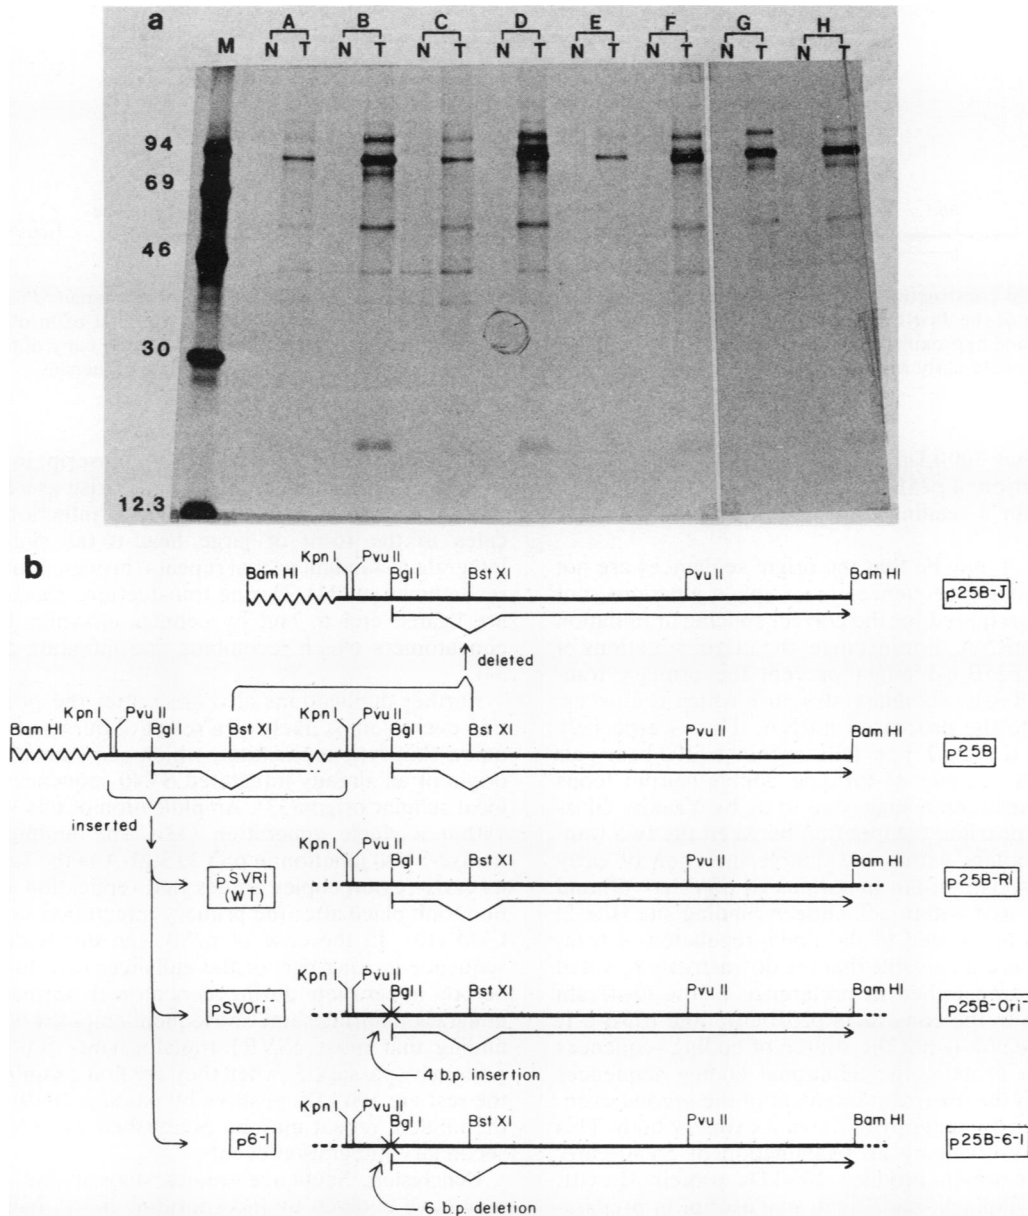 a
A B C D E F G H
M N T N T N T N T N T N T N T N T
94
69
46
30
12.3
b
Kpn I Pvu II
Bam HI Bgl I Bst XI Pvu II Bam HI
p25B-J
deleted
Kpn I Pvu II Kpn I Pvu II
Bam HI Bgl I Bst XI Bgl I Bst XI Pvu II Bam HI
p25B
inserted
Kpn I Pvu II
pSVRI Bgl I Bst XI Pvu II Bam HI p25B-RI
(WT)
Kpn I Pvu II
pSVOri⁻ Bgl I Bst XI Pvu II Bam HI p25B-Ori⁻
4 b.p. insertion
Kpn I Pvu II
p6-I Bgl I Bst XI Pvu II Bam HI p25B-6-I
6 b.p. deletion